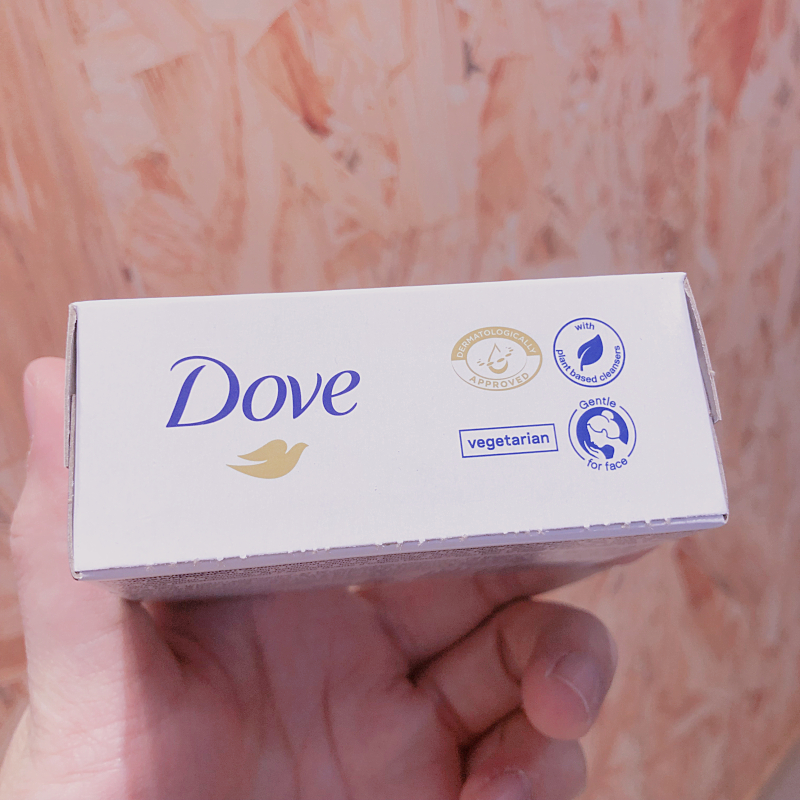 Dove
DERMATOLOGICALLY
APPROVED
with
plant based cleansers
vegetarian
Gentle
for face